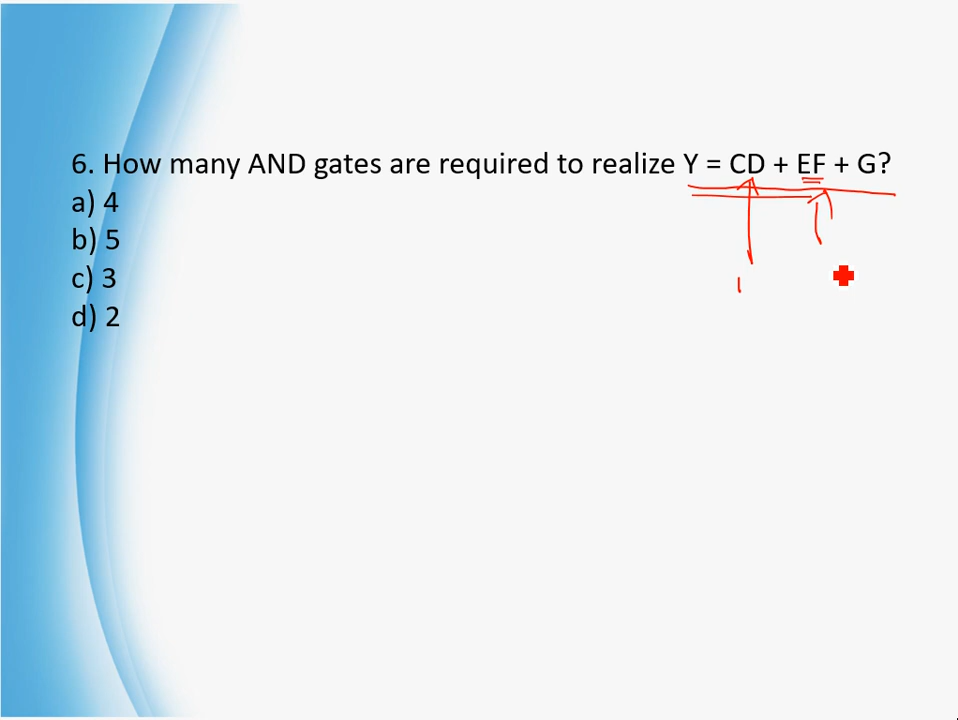 6. How many AND gates are required to realize Y = CD + EF + G?
a) 4
b) 5
c) 3
d) 2